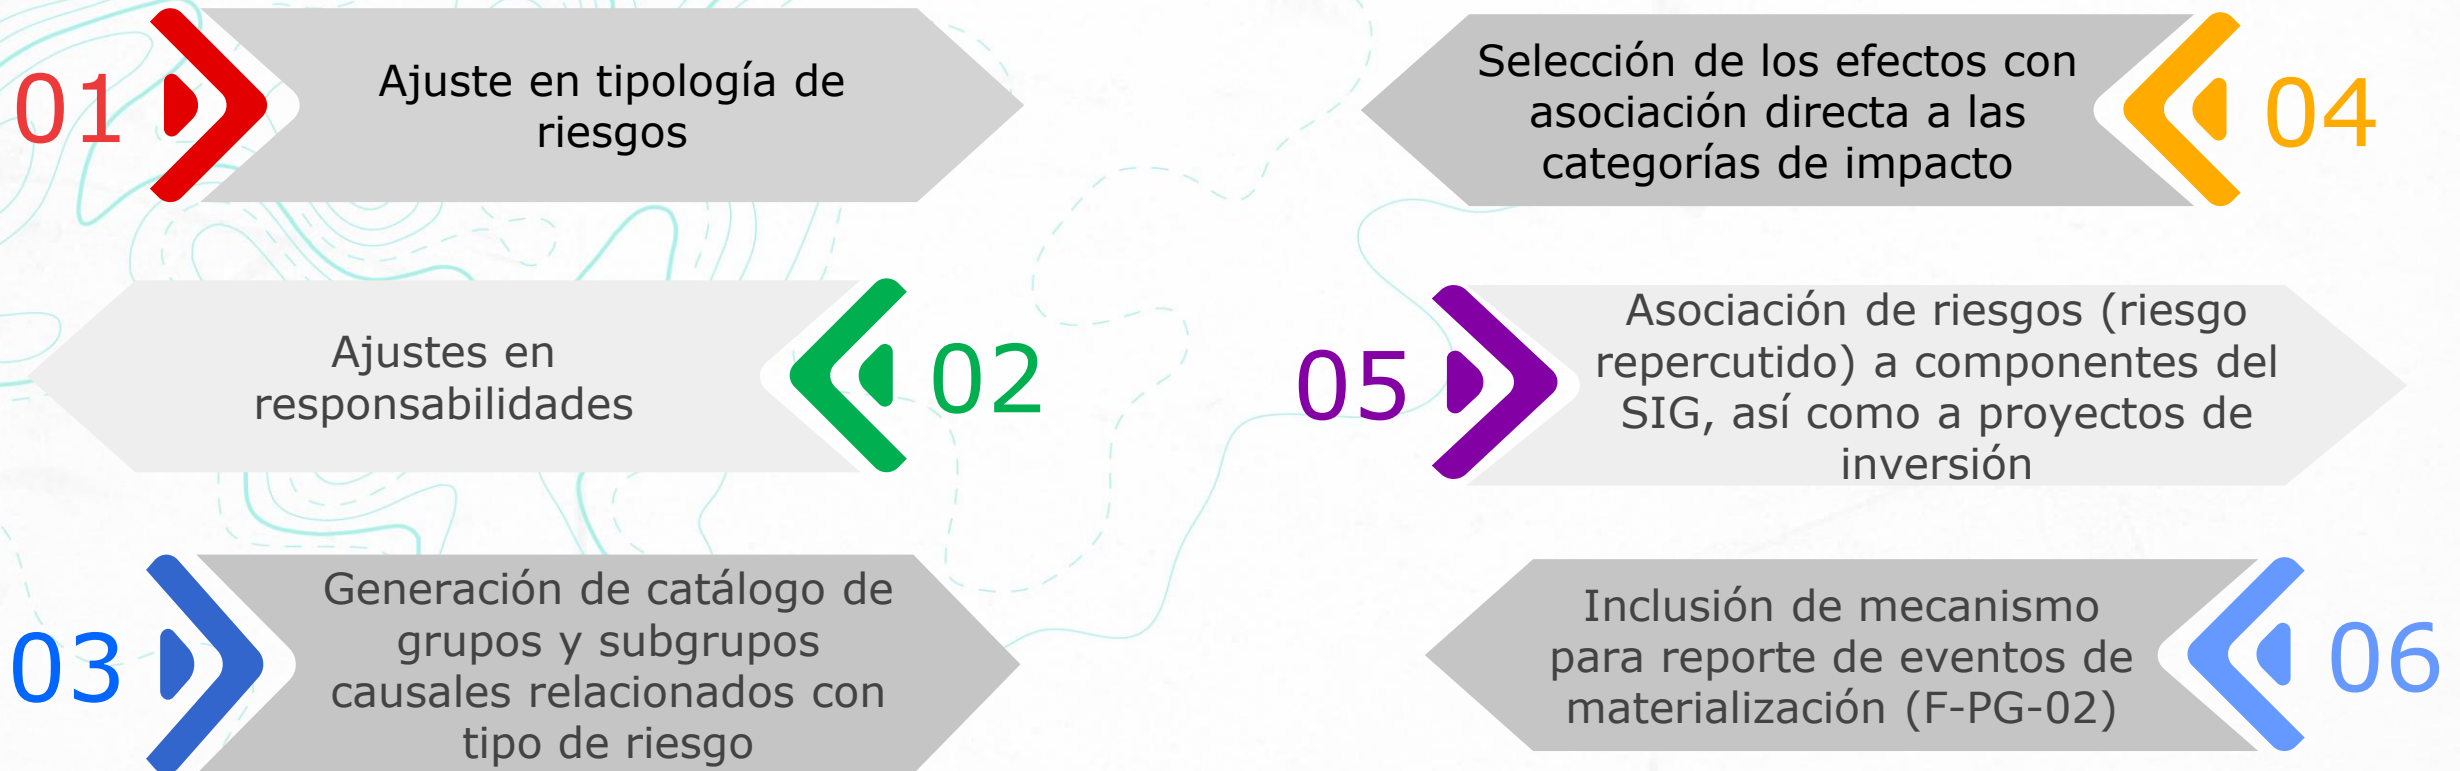 01
Ajuste en tipología de
riesgos
Ajustes en
responsabilidades
02
03
Generación de catálogo de
grupos y subgrupos
causales relacionados con
tipo de riesgo
Selección de los efectos con
asociación directa a las
categorías de impacto
04
05
Asociación de riesgos (riesgo
repercutido) a componentes del
SIG, así como a proyectos de
inversión
Inclusión de mecanismo
para reporte de eventos de
materialización (F-PG-02)
06